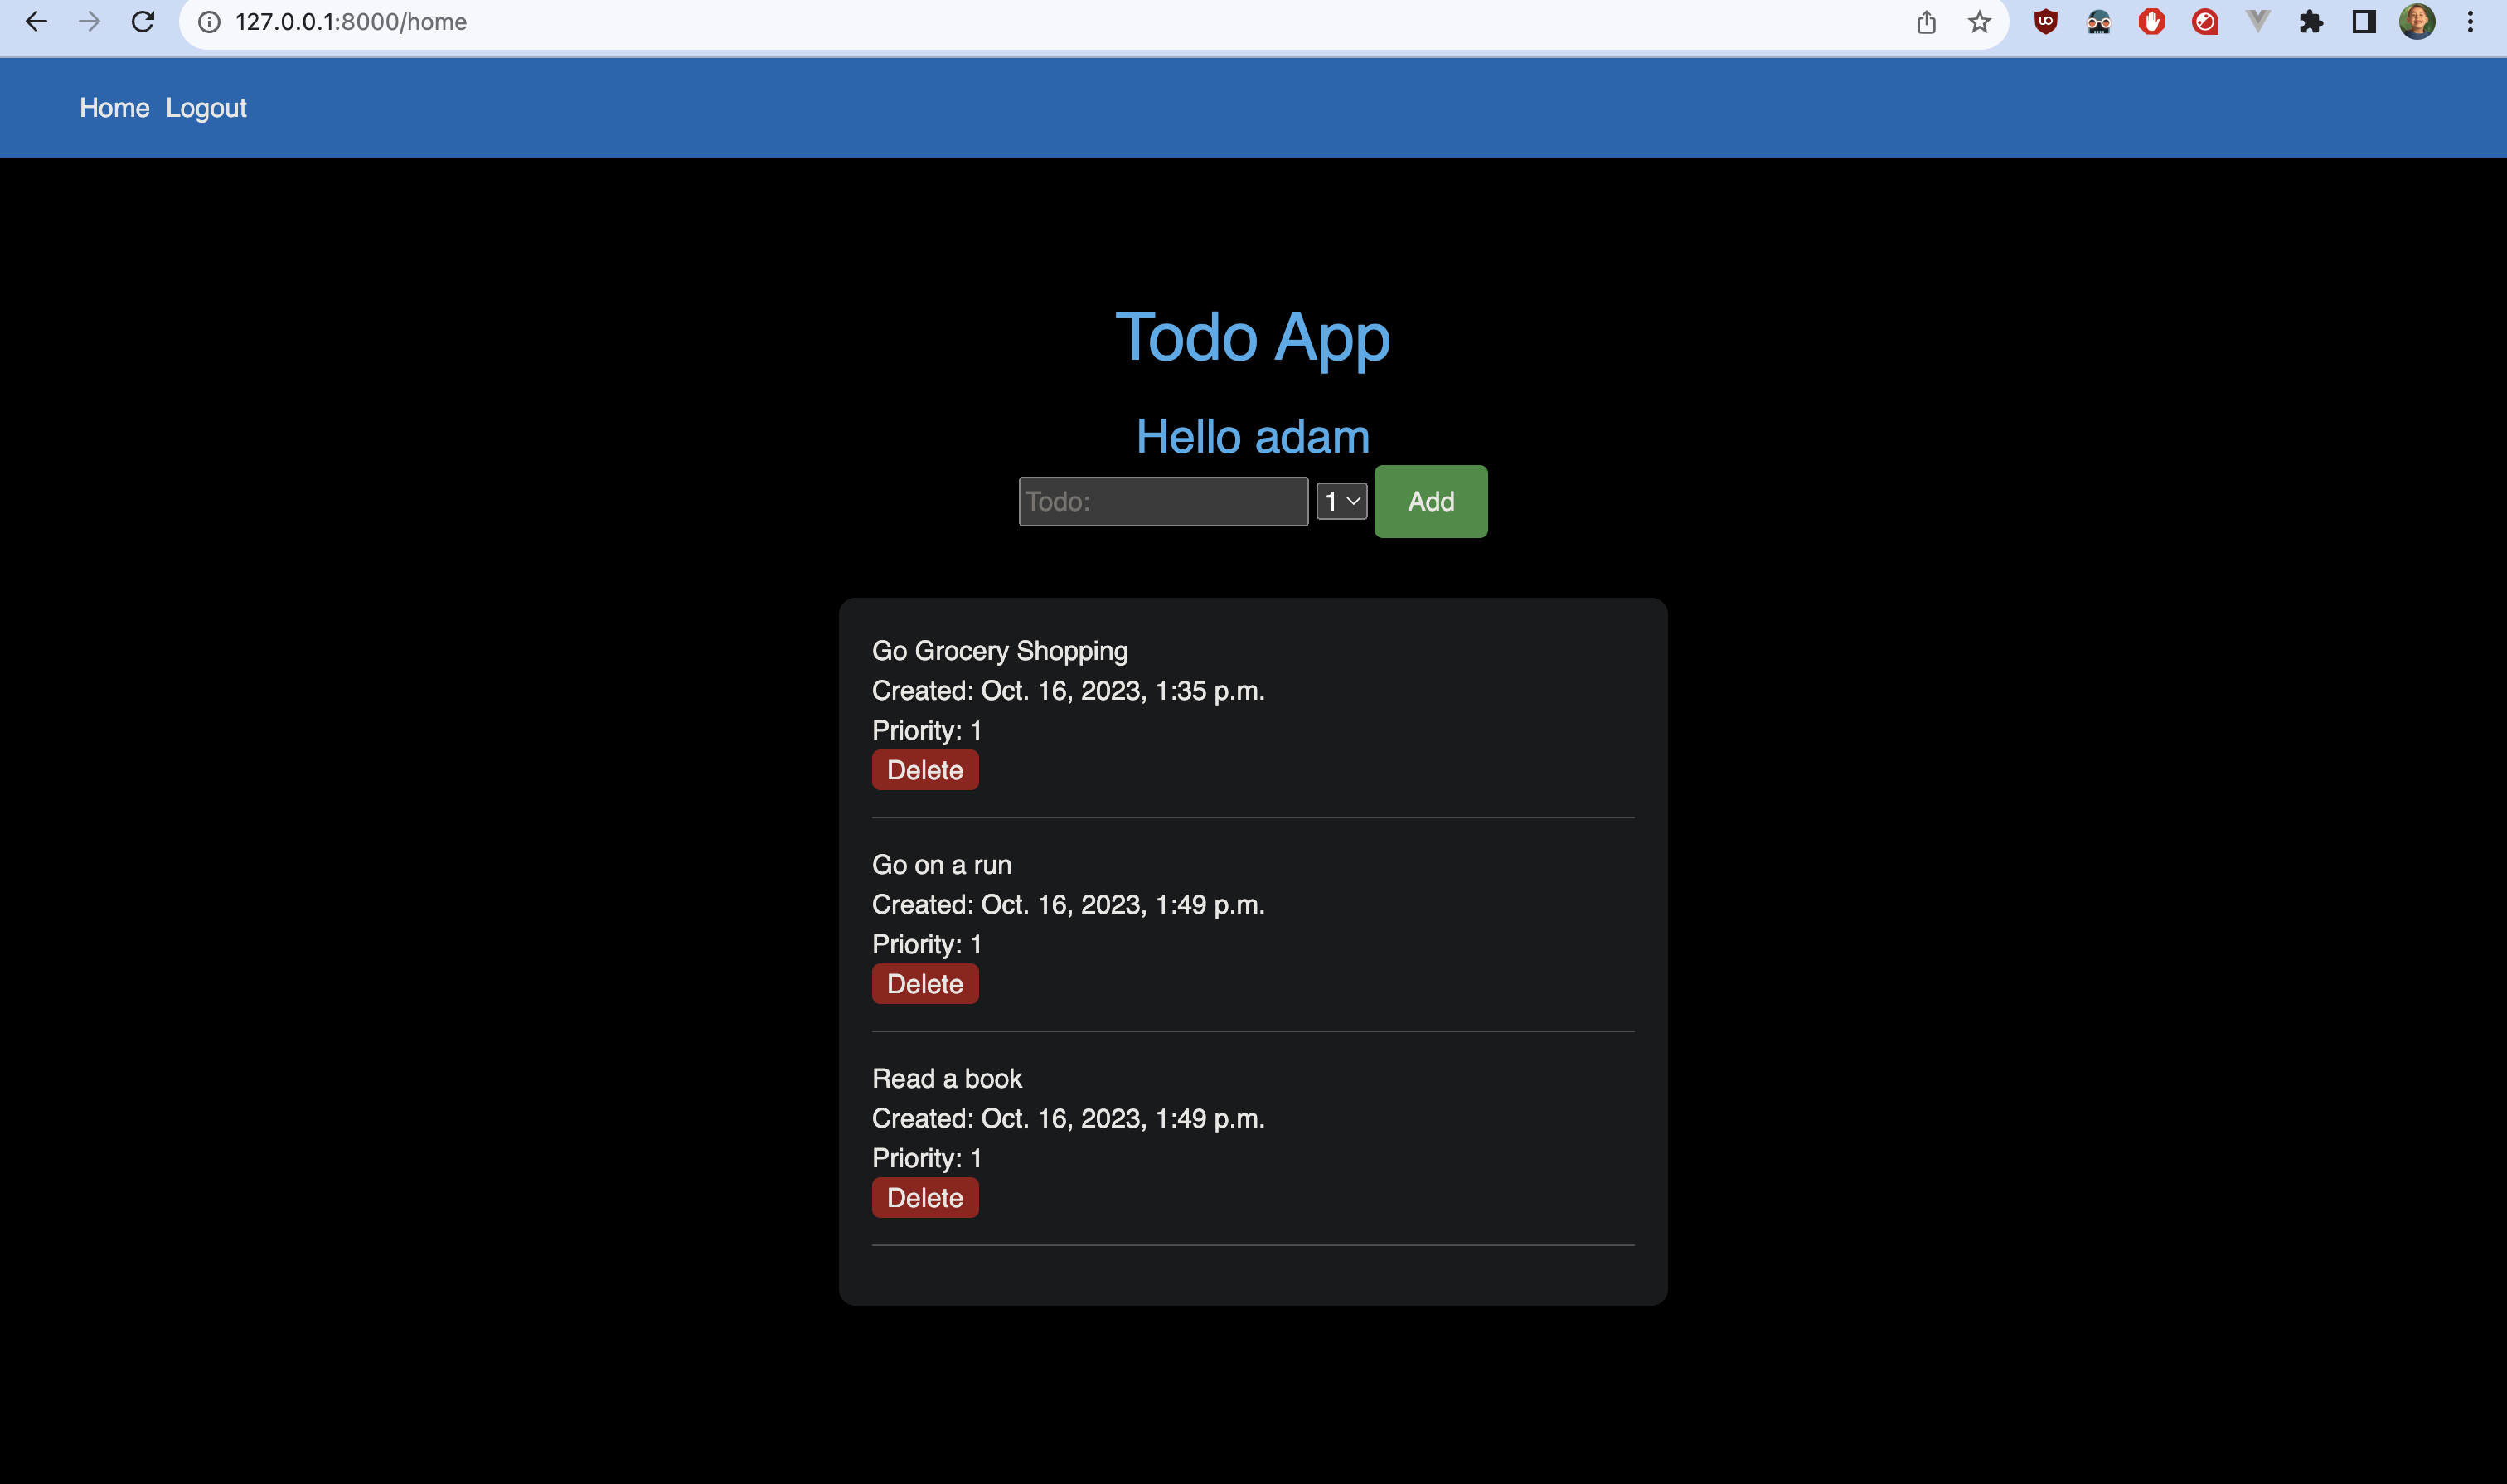 127.0.0.1:8000/home
Home Logout
Todo App
Hello adam
Todo: 1 Add
Go Grocery Shopping
Created: Oct. 16, 2023, 1:35 p.m.
Priority: 1
Delete
Go on a run
Created: Oct. 16, 2023, 1:49 p.m.
Priority: 1
Delete
Read a book
Created: Oct. 16, 2023, 1:49 p.m.
Priority: 1
Delete